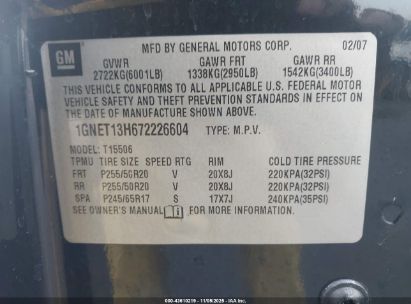 GM
MFD BY GENERAL MOTORS CORP. 02/07
GVWR GAWR FRT GAWR RR
2722KG(6001LB) 1338KG(2950LB) 1542KG(3400LB)
THIS VEHICLE CONFORMS TO ALL APPLICABLE U.S. FEDERAL MOTOR
VEHICLE SAFETY AND THEFT PREVENTION STANDARDS IN EFFECT ON
THE DATE OF MANUFACTURE SHOWN ABOVE.
1GNET13H672226604 TYPE: M.P.V.
MODEL: T15506
TPMU TIRE SIZE SPEED RTG RIM COLD TIRE PRESSURE
FRT P255/50R20 V 20X8J 220KPA(32PSI)
RR P255/50R20 V 20X8J 220KPA(32PSI)
SPA P245/65R17 S 17X7J 240KPA(35PSI)
SEE OWNER'S MANUAL FOR MORE INFORMATION.